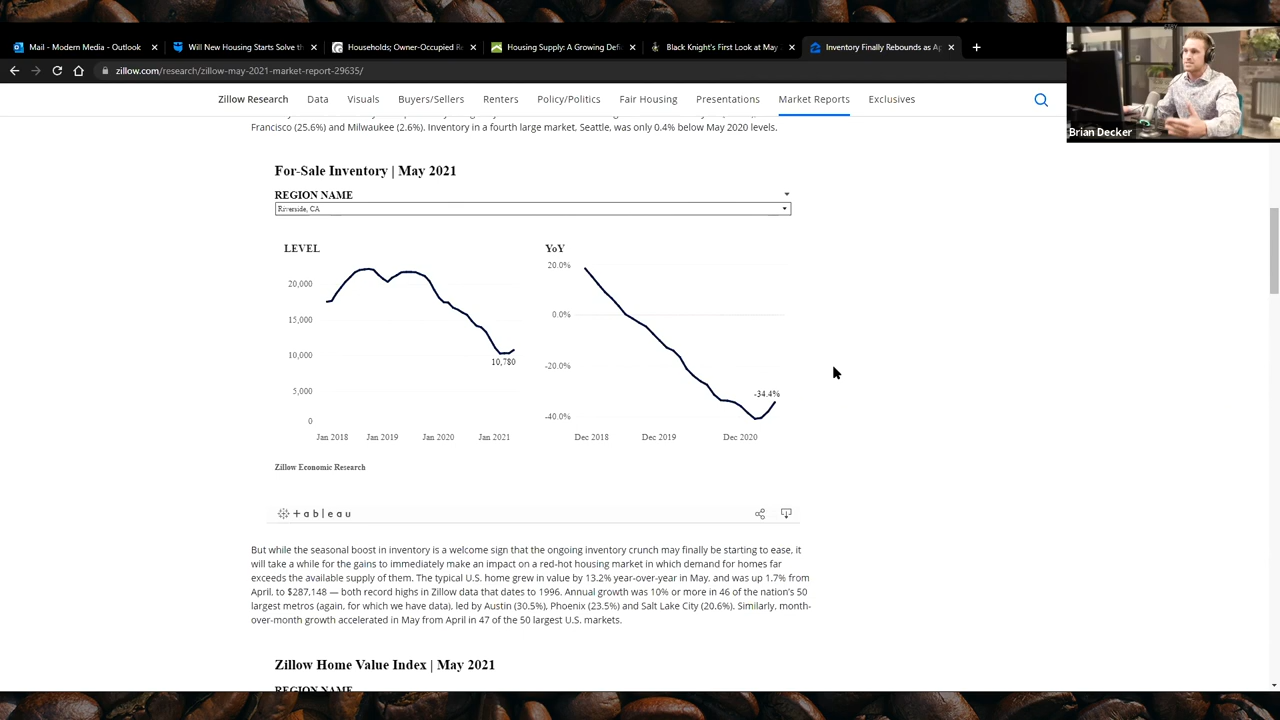 Mail - Modern Media - Outlook
Will New Housing Starts Solve th
Households; Owner-Occupied Re
Housing Supply: A Growing Defi
Black Knight's First Look at May
Inventory Finally Rebounds as Ap
zillow.com/research/zillow-may-2021-market-report-29635/
Brian Decker
Zillow Research Data Visuals Buyers/Sellers Renters Policy/Politics Fair Housing Presentations Market Reports Exclusives
Francisco (25.6%) and Milwaukee (2.6%). Inventory in a fourth large market, Seattle, was only 0.4% below May 2020 levels.
For-Sale Inventory | May 2021
REGION NAME
Riverside, CA
LEVEL
20,000
15,000
10,000
5,000
0
10,780
Jan 2018 Jan 2019 Jan 2020 Jan 2021
YoY
20.0%
0.0%
-20.0%
-40.0%
-34.4%
Dec 2018 Dec 2019 Dec 2020
Zillow Economic Research
+ a b l e a u
But while the seasonal boost in inventory is a welcome sign that the ongoing inventory crunch may finally be starting to ease, it
will take a while for the gains to immediately make an impact on a red-hot housing market in which demand for homes far
exceeds the available supply of them. The typical U.S. home grew in value by 13.2% year-over-year in May, and was up 1.7% from
April, to $287,148 — both record highs in Zillow data that dates to 1996. Annual growth was 10% or more in 46 of the nation's 50
largest metros (again, for which we have data), led by Austin (30.5%), Phoenix (23.5%) and Salt Lake City (20.6%). Similarly, month-
over-month growth accelerated in May from April in 47 of the 50 largest U.S. markets.
Zillow Home Value Index | May 2021
REGION NAME